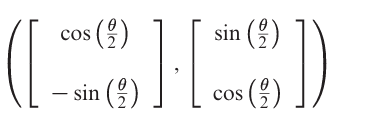 ( [ cos (θ/2) ] , [ sin (θ/2) ] )
( [ − sin (θ/2) ] , [ cos (θ/2) ] )